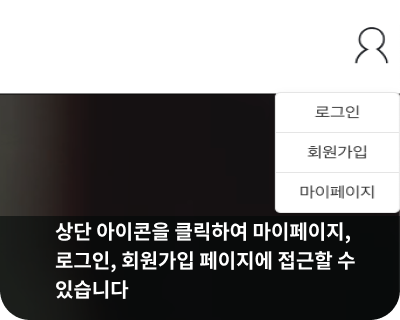 로그인
회원가입
마이페이지
상단 아이콘을 클릭하여 마이페이지,
로그인, 회원가입 페이지에 접근할 수
있습니다